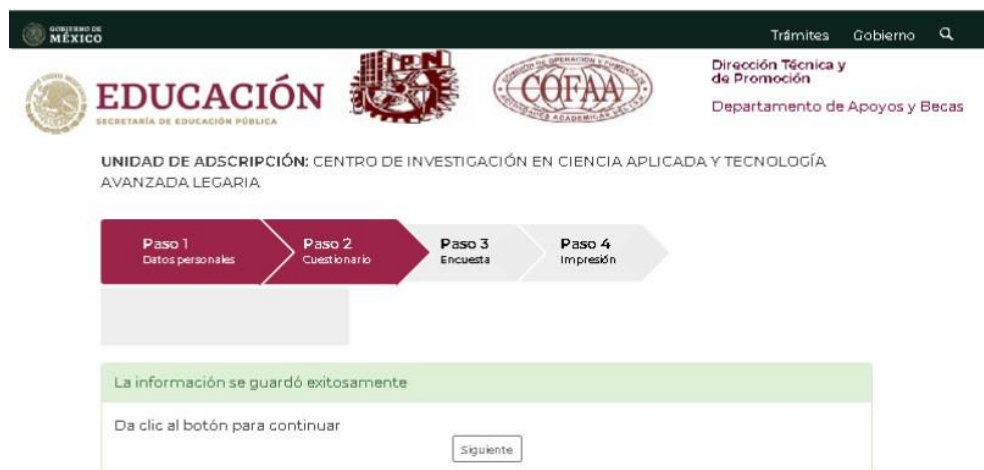 GOBIERNO DE
MÉXICO
Trámites Gobierno
EDUCACIÓN
SECRETARÍA DE EDUCACIÓN PÚBLICA
IPN
COFAA
Dirección Técnica y
de Promoción
Departamento de Apoyos y Becas
UNIDAD DE ADSCRIPCIÓN: CENTRO DE INVESTIGACIÓN EN CIENCIA APLICADA Y TECNOLOGÍA
AVANZADA LEGARIA
Paso 1
Datos personales
Paso 2
Cuestionario
Paso 3
Encuesta
Paso 4
Impresión
La información se guardó exitosamente
Da clic al botón para continuar
Siguiente